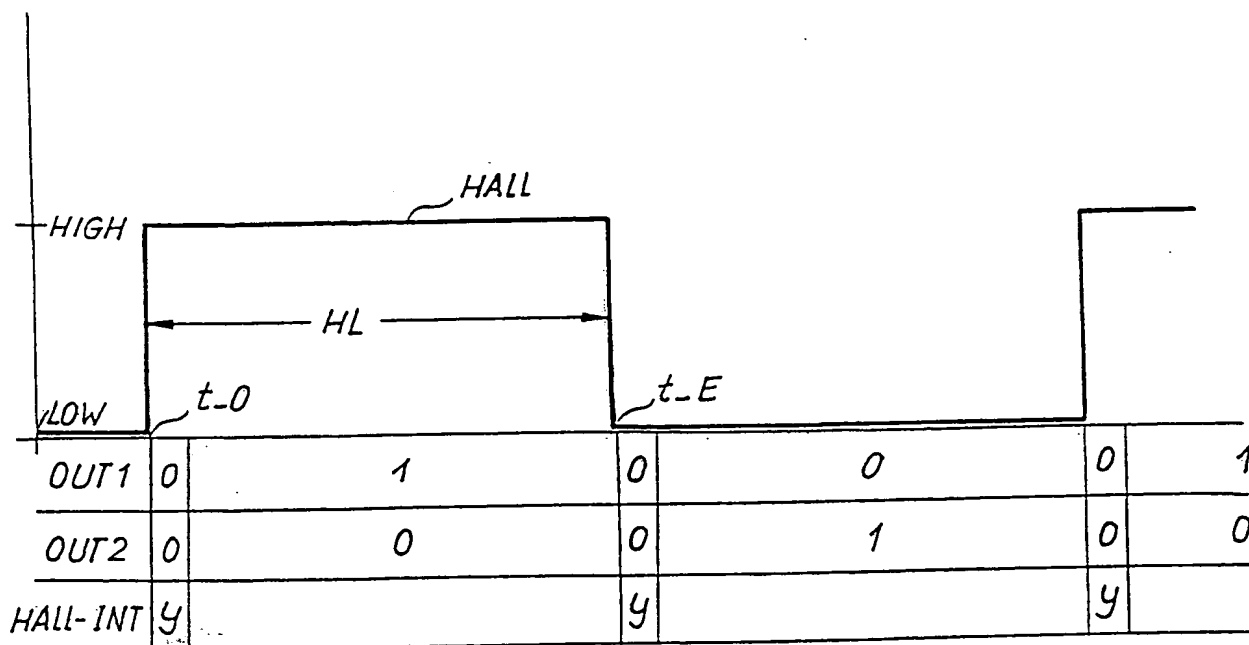 HALL
HIGH
HL
LOW
t_O
t_E
OUT1 0 1 0 0 0 1
OUT2 0 0 0 1 0 0
HALL-INT y y y